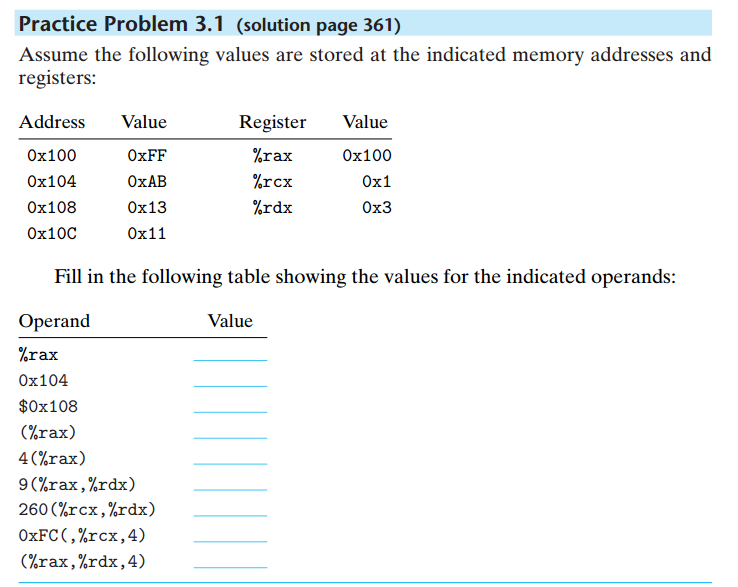 Practice Problem 3.1 (solution page 361)
Assume the following values are stored at the indicated memory addresses and
registers:
Address Value Register Value
0x100 0xFF %rax 0x100
0x104 0xAB %rcx 0x1
0x108 0x13 %rdx 0x3
0x10C 0x11
Fill in the following table showing the values for the indicated operands:
Operand Value
%rax
0x104
$0x108
(%rax)
4(%rax)
9(%rax,%rdx)
260(%rcx,%rdx)
0xFC(,%rcx,4)
(%rax,%rdx,4)